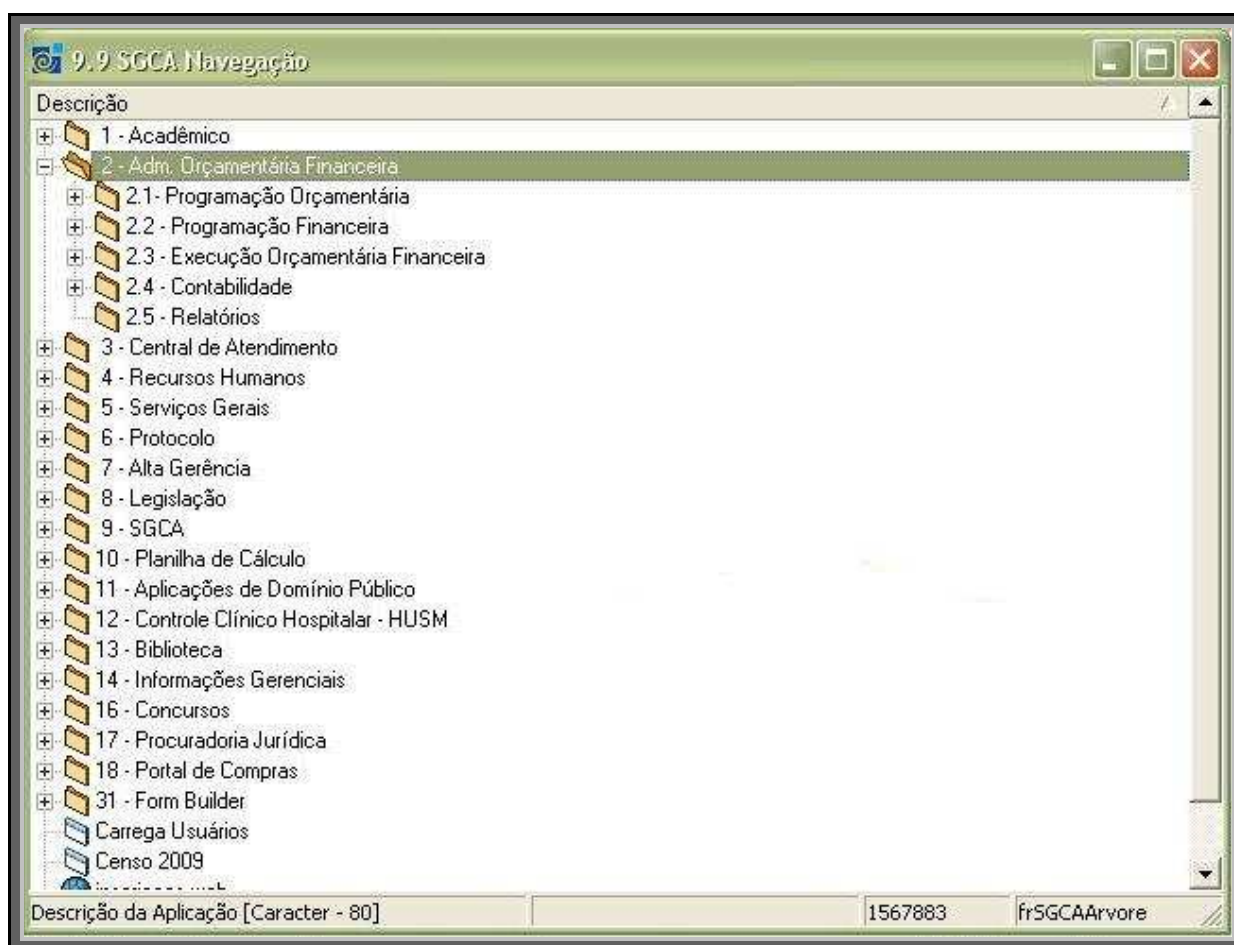 9.9 SGCA Navegação
Descrição
1 - Acadêmico
2 - Adm. Orçamentária Financeira
2.1- Programação Orçamentária
2.2 - Programação Financeira
2.3 - Execução Orçamentária Financeira
2.4 - Contabilidade
2.5 - Relatórios
3 - Central de Atendimento
4 - Recursos Humanos
5 - Serviços Gerais
6 - Protocolo
7 - Alta Gerência
8 - Legislação
9 - SGCA
10 - Planilha de Cálculo
11 - Aplicações de Domínio Público
12 - Controle Clínico Hospitalar - HUSM
13 - Biblioteca
14 - Informações Gerenciais
16 - Concursos
17 - Procuradoria Jurídica
18 - Portal de Compras
31 - Form Builder
Carrega Usuários
Censo 2009
Descrição da Aplicação [Caracter - 80] 1567883 frSGCAArvore